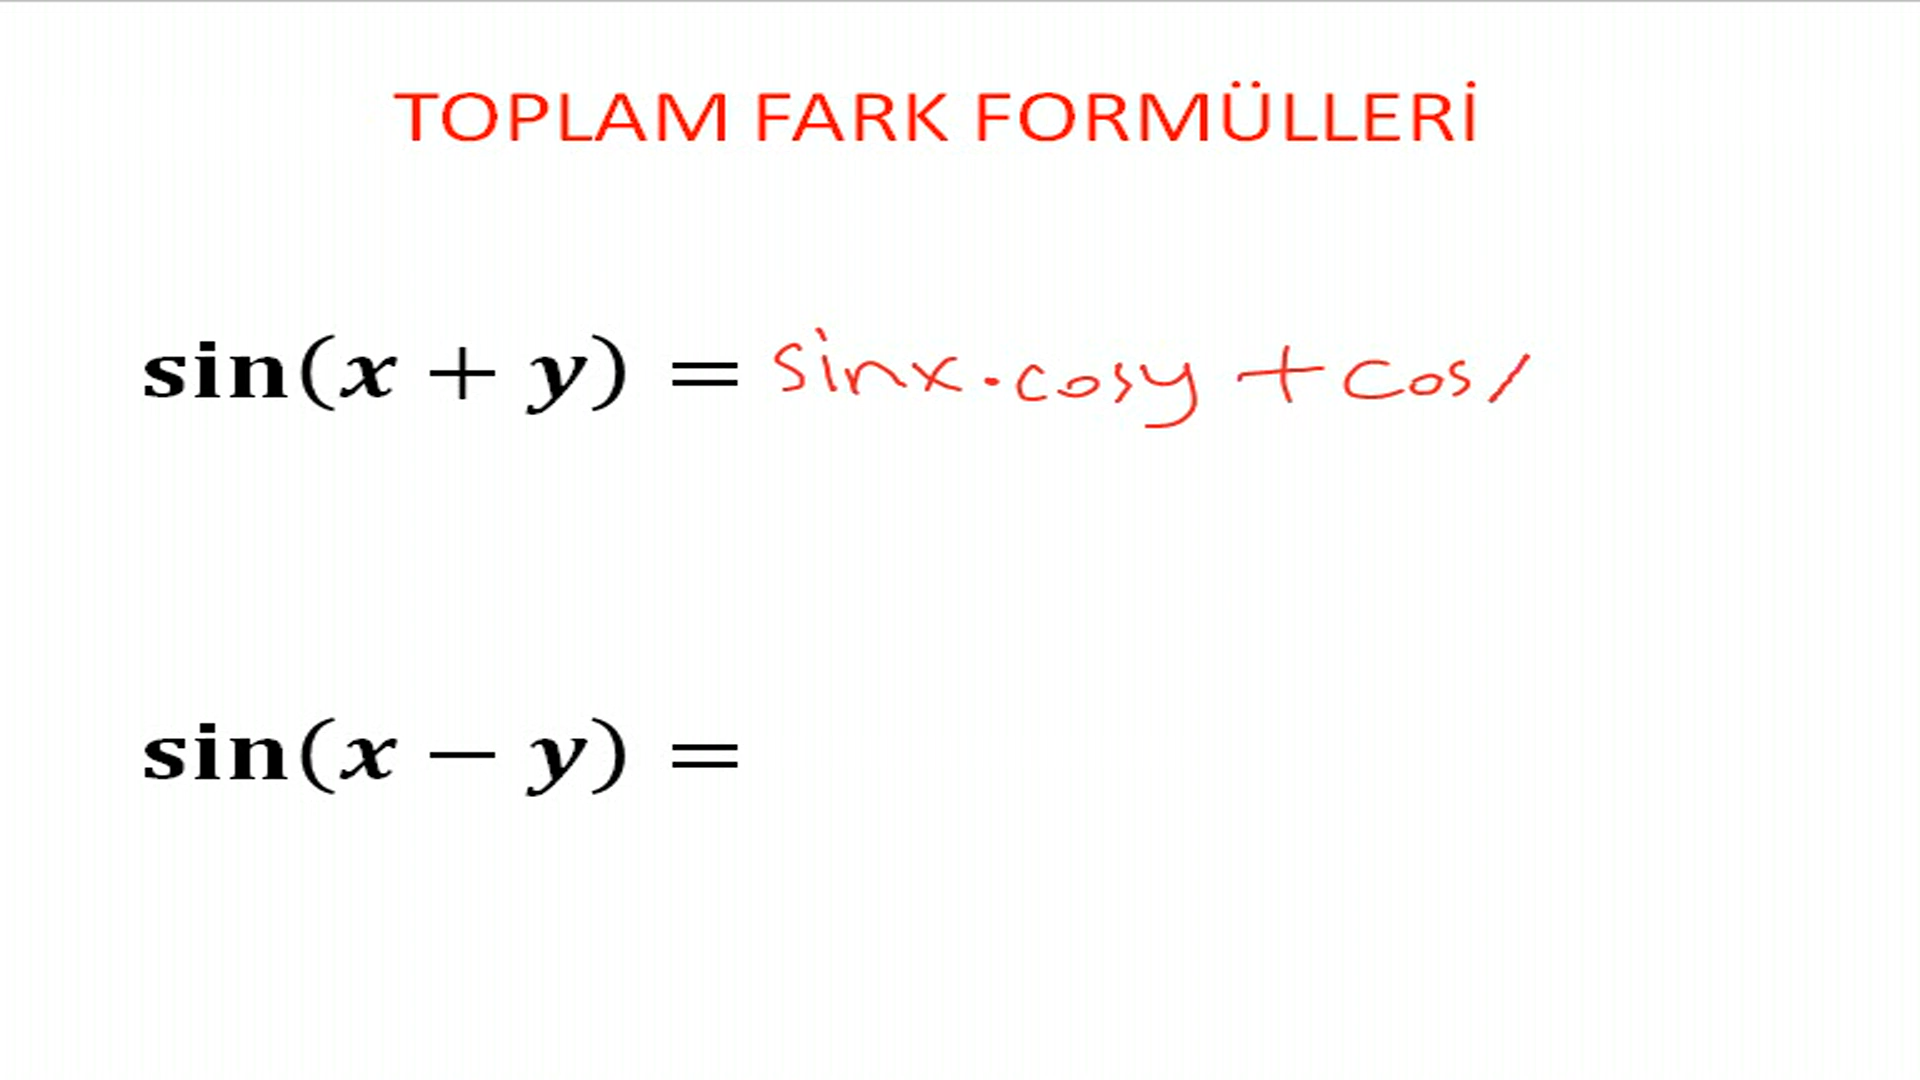 TOPLAM FARK FORMÜLLERİ
sin(x + y) = sinx.cosy + cos/
sin(x − y) =